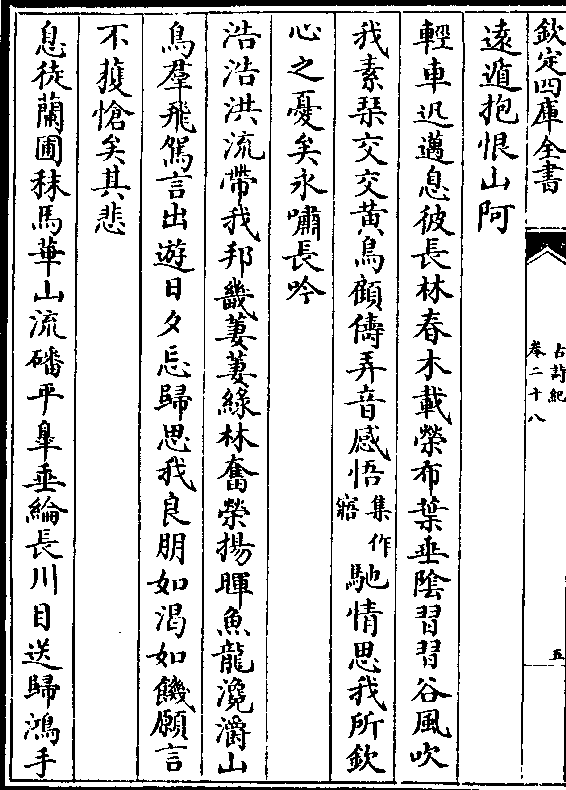 欽定四庫全書
古詩紀
卷二十八
五
遠遁抱恨山阿
輕車迅邁息彼長林春木載榮布葉垂陰習習谷風吹
我素琴交交黃鳥顧儔弄音感悟集作寤馳情思我所欽
心之憂矣永嘯長吟
浩浩洪流帶我邦畿萋萋綠林奮榮揚暉魚龍瀺灂山
鳥羣飛駕言出遊日夕忘歸思我良朋如渴如饑願言
不獲愴矣其悲
息徒蘭圃秣馬華山流磻平臯垂綸長川目送歸鴻手